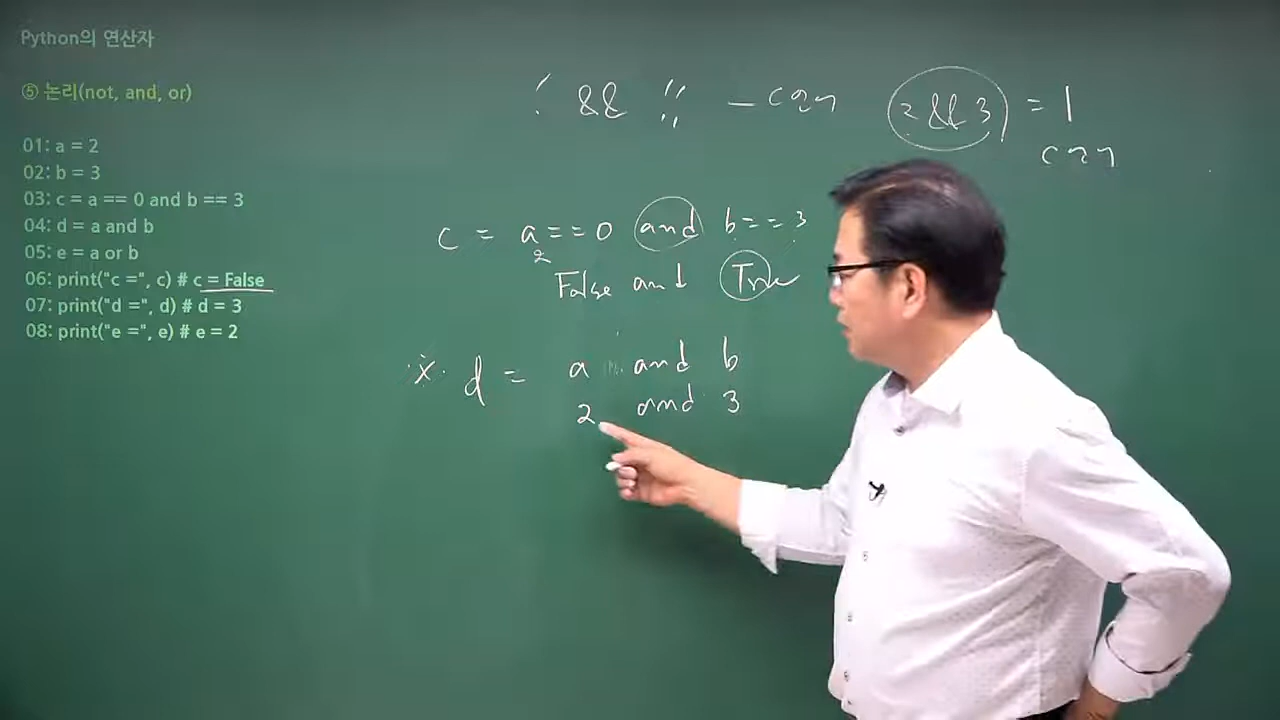 Python의 연산자
⑤ 논리(not, and, or)
01: a = 2
02: b = 3
03: c = a == 0 and b == 3
04: d = a and b
05: e = a or b
06: print("c =", c) # c = False
07: print("d =", d) # d = 3
08: print("e =", e) # e = 2
! && !! — C언어 2 && 3 = 1
C언어
c = a == 0 and b == 3
2
False and True
※ d = a and b
2 and 3